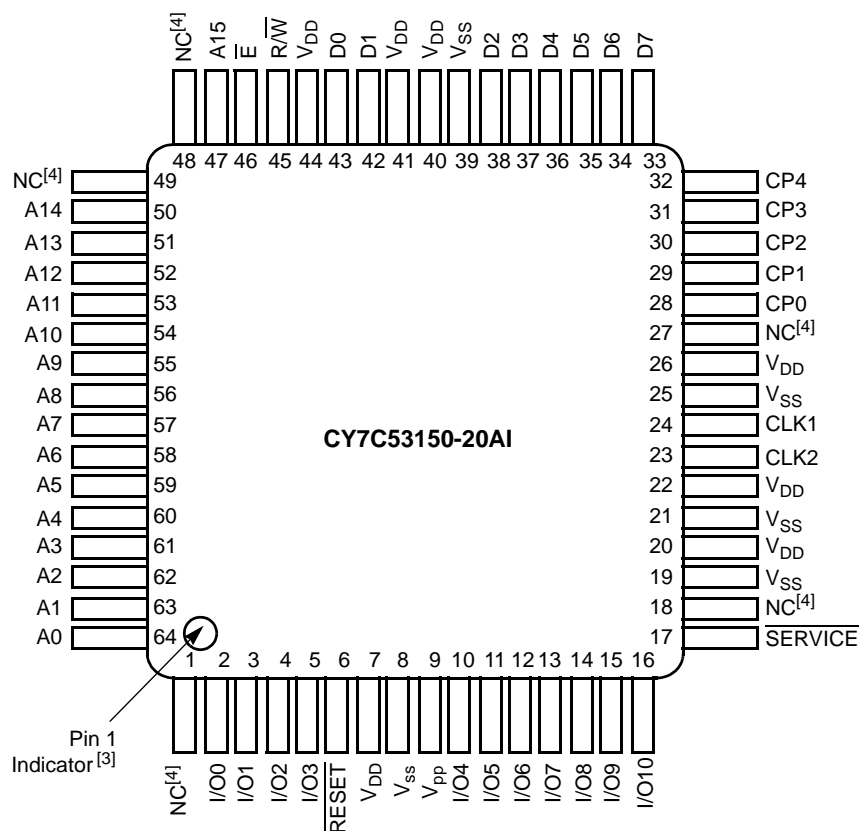 NC[4] A15 E R/W VDD D0 D1 VDD VDD VSS D2 D3 D4 D5 D6 D7
48 47 46 45 44 43 42 41 40 39 38 37 36 35 34 33
NC[4] 49 32 CP4
A14 50 31 CP3
A13 51 30 CP2
A12 52 29 CP1
A11 53 28 CP0
A10 54 27 NC[4]
A9 55 26 VDD
A8 56 25 VSS
A7 57 24 CLK1
CY7C53150-20AI
A6 58 23 CLK2
A5 59 22 VDD
A4 60 21 VSS
A3 61 20 VDD
A2 62 19 VSS
A1 63 18 NC[4]
A0 64 17 SERVICE
1 2 3 4 5 6 7 8 9 10 11 12 13 14 15 16
Pin 1
Indicator[3]
NC[4] I/O0 I/O1 I/O2 I/O3 RESET VDD Vss Vpp I/O4 I/O5 I/O6 I/O7 I/O8 I/O9 I/O10